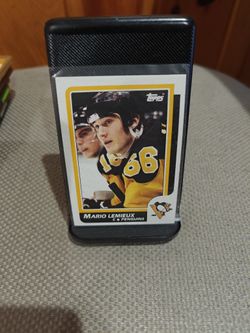 topps
66
MARIO LEMIEUX
C ★ PENGUINS